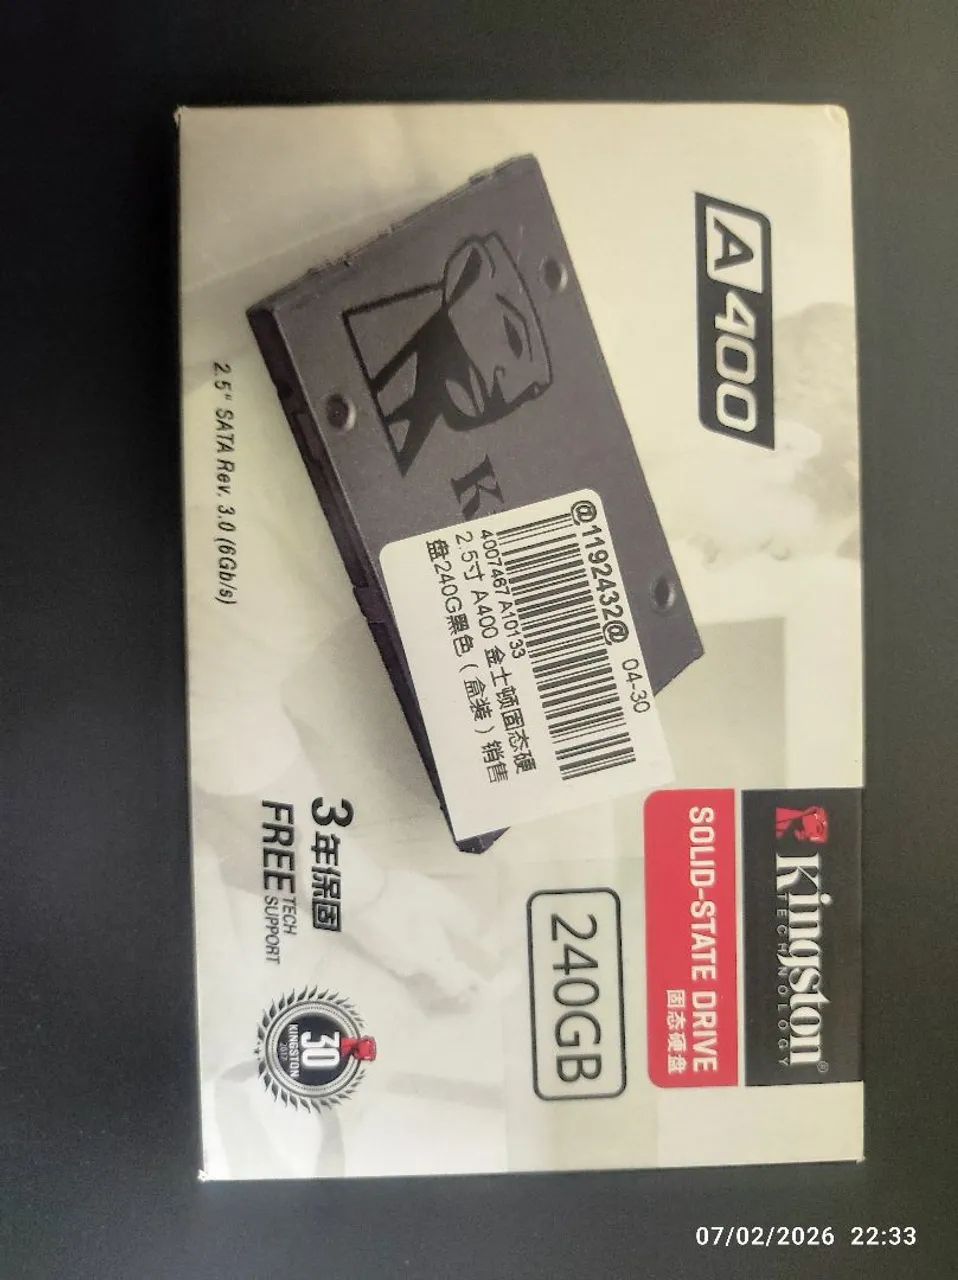 A400
Kingston®
TECHNOLOGY
SOLID-STATE DRIVE
固态硬盘
240GB
K
@1192432@ 04-30
4007467 A10133
2.5寸 A400 金士顿固态硬
盘240G黑色（盒装）销售
3年保固
FREE TECH
SUPPORT
30
KINGSTON
2017
2.5" SATA Rev. 3.0 (6Gb/s)
07/02/2026 22:33